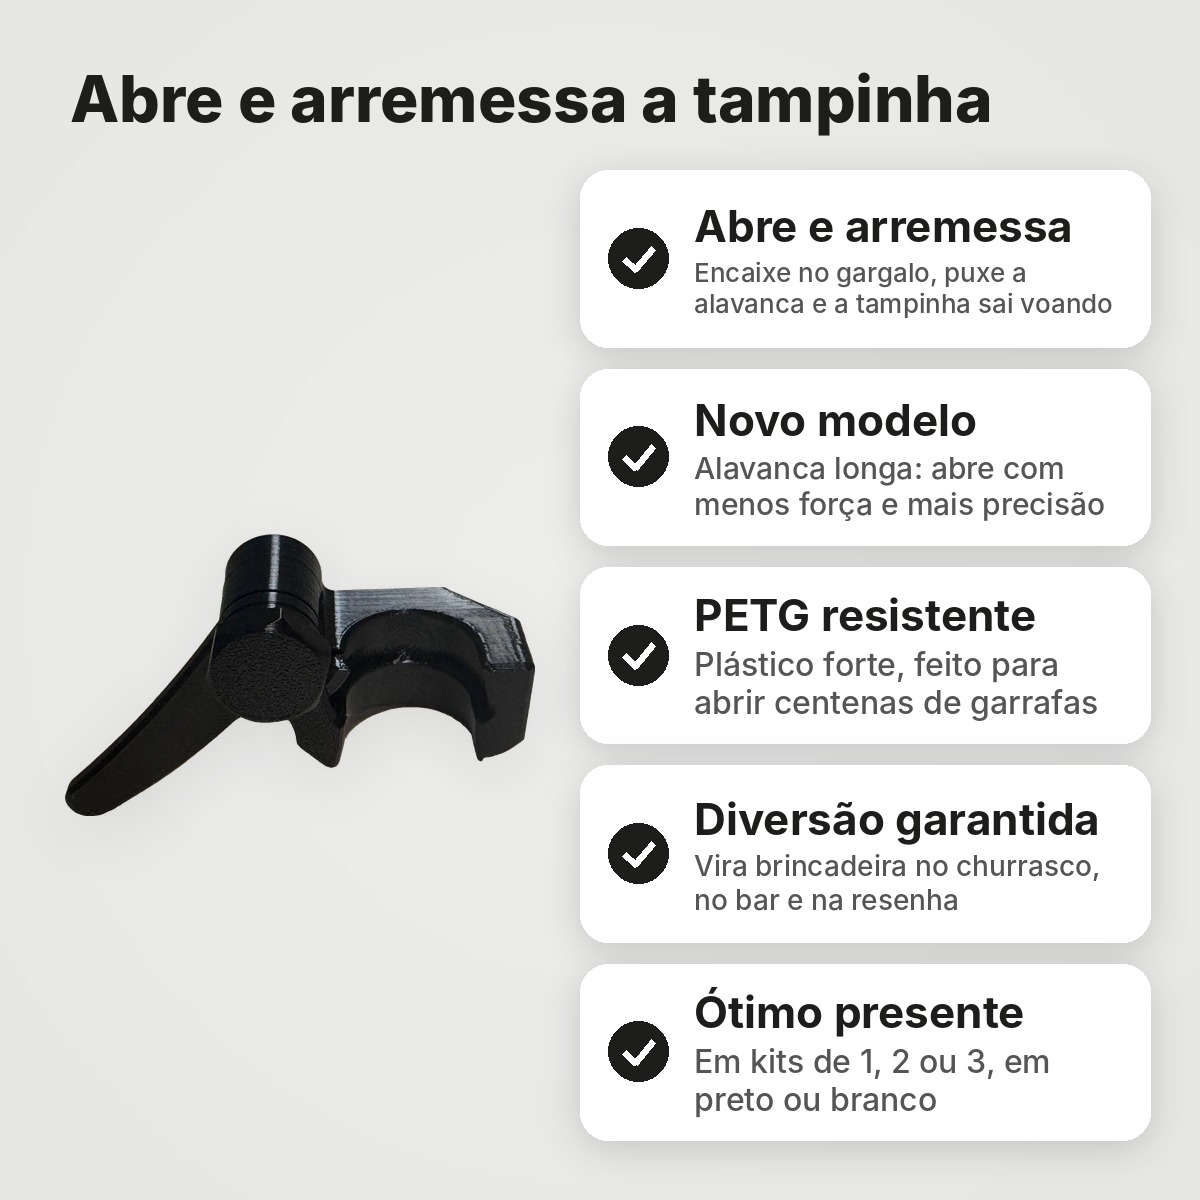 Abre e arremessa a tampinha
Abre e arremessa
Encaixe no gargalo, puxe a
alavanca e a tampinha sai voando
Novo modelo
Alavanca longa: abre com
menos força e mais precisão
PETG resistente
Plástico forte, feito para
abrir centenas de garrafas
Diversão garantida
Vira brincadeira no churrasco,
no bar e na resenha
Ótimo presente
Em kits de 1, 2 ou 3, em
preto ou branco